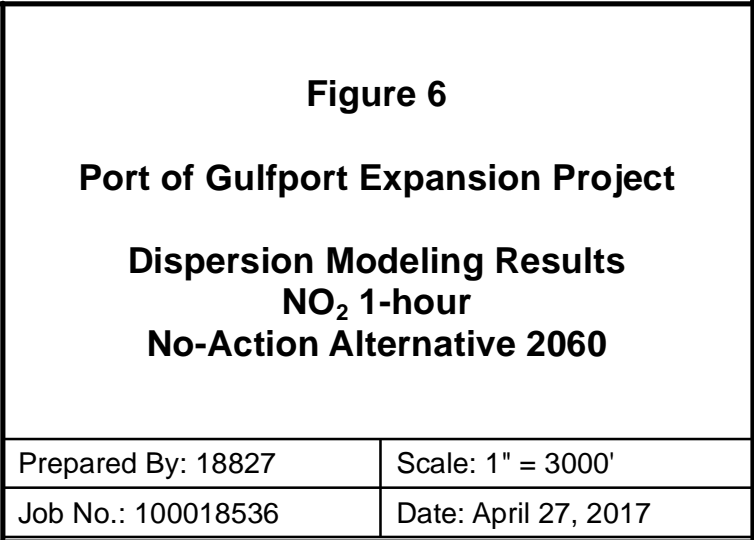 Figure 6
Port of Gulfport Expansion Project
Dispersion Modeling Results
NO₂ 1-hour
No-Action Alternative 2060
Prepared By: 18827
Scale: 1" = 3000'
Job No.: 100018536
Date: April 27, 2017